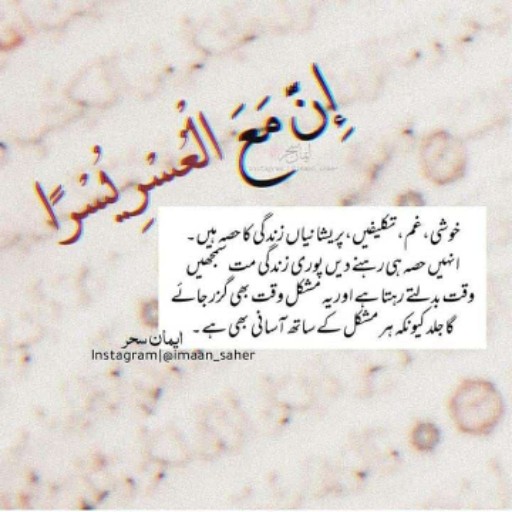 إِنَّ مَعَ الْعُسْرِ يُسْرًا
ایمان سحر
خوشی، غم، تکلیفیں، پریشانیاں زندگی کا حصہ ہیں۔
انہیں حصہ ہی رہنے دیں پوری زندگی مت سمجھیں
وقت بدلتے رہتا ہے اور یہ مشکل وقت بھی گزر جائے
گا جلد کیونکہ ہر مشکل کے ساتھ آسانی بھی ہے۔
ایمان سحر
Instagram|@imaan_saher